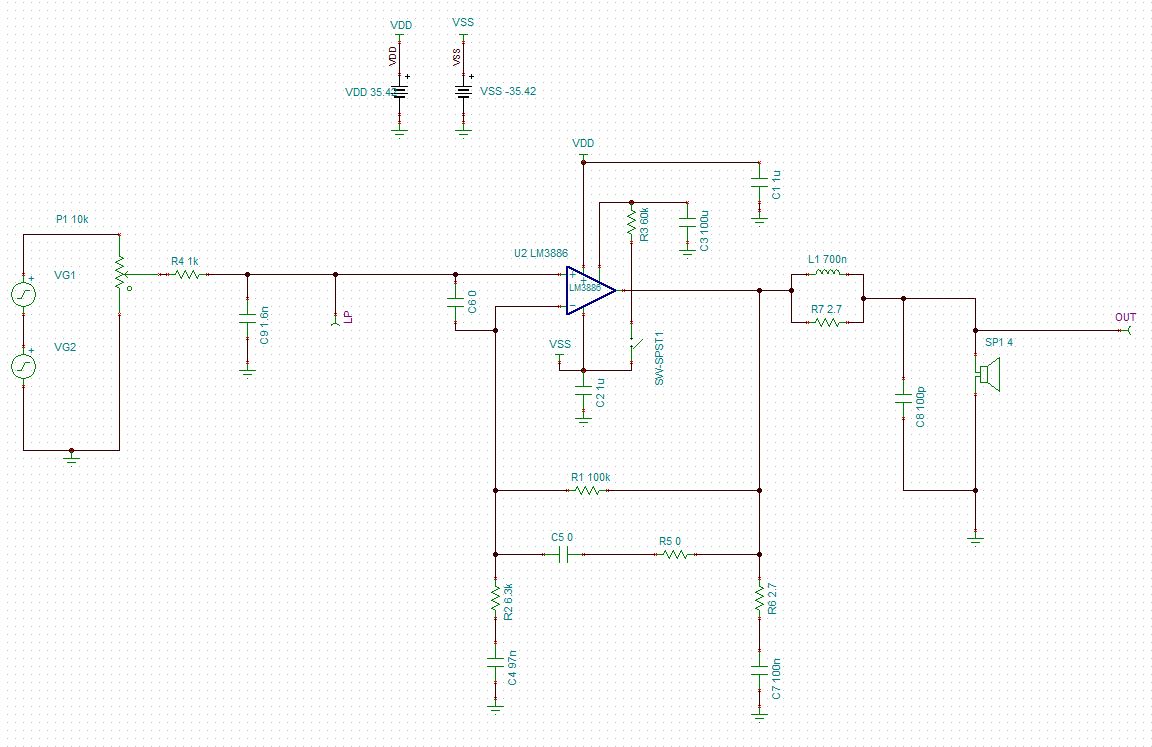 VDD
VSS
VDD
VSS
VDD 35.42
VSS -35.42
VDD
C1 1u
P1 10k
R3 60k
C3 100u
U2 LM3886
R4 1k
VG1
+
LM3886
L1 700n
C6 0
C9 1.6n
LP
R7 2.7
OUT
VG2
VSS
SW-SPST1
SP1 4
C2 1u
C8 100p
R1 100k
C5 0
R5 0
R2 6.3k
R6 2.7
C4 97n
C7 100n